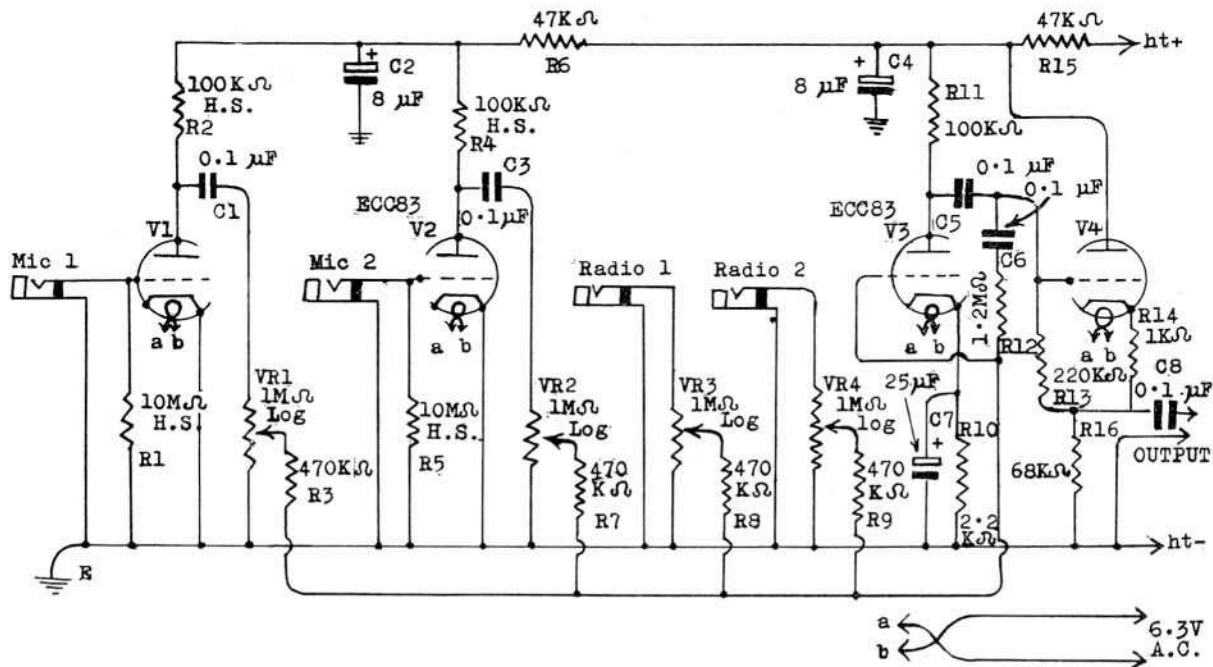 47KΩ
R6
47KΩ
R15
ht+
100KΩ
H.S.
R2
+
C2
8 µF
100KΩ
H.S.
R4
+
C4
8 µF
R11
100KΩ
0.1 µF
C1
C3
0.1µF
0.1 µF
0.1 µF
C5
C6
ECC83
V1
V2
ECC83
V3
V4
Mic 1
Mic 2
Radio 1
Radio 2
a b
a b
a b
a b
1.2MΩ
R12
R14
1KΩ
C8
0.1 µF
220KΩ
R13
VR1
1MΩ
Log
VR2
1MΩ
Log
VR3
1MΩ
Log
VR4
1MΩ
log
25µF
C7
+
R10
2.2
KΩ
R16
68KΩ
OUTPUT
10MΩ
H.S.
R1
10MΩ
H.S.
R5
470KΩ
R3
470
KΩ
R7
470
KΩ
R8
470
KΩ
R9
ht-
E
a
b
6.3V
A.C.